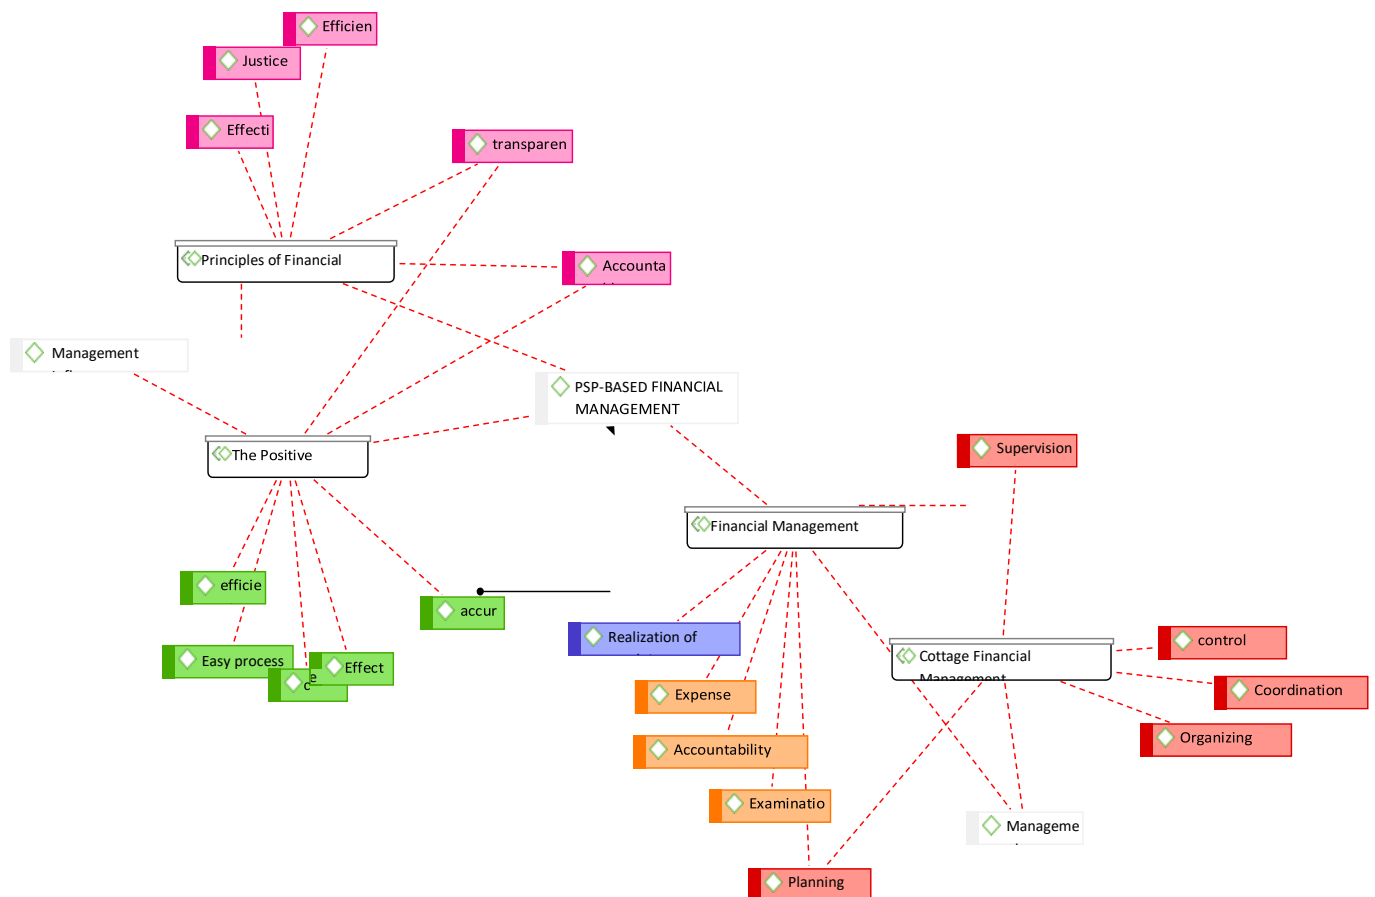 Efficien
Justice
Effecti
transparen
Principles of Financial
Accounta
Management
PSP-BASED FINANCIAL
MANAGEMENT
The Positive
Supervision
Financial Management
efficie
accur
Realization of
control
Cottage Financial
Management
Easy process
Effect
e
c
Expense
Coordination
Organizing
Accountability
Examinatio
Manageme
Planning